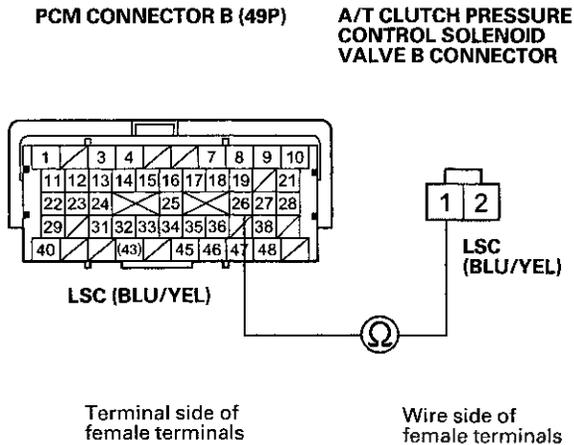 PCM CONNECTOR B (49P)
A/T CLUTCH PRESSURE
CONTROL SOLENOID
VALVE B CONNECTOR
1 3 4 7 8 9 10
11 12 13 14 15 16 17 18 19 21
22 23 24 25 26 27 28
29 31 32 33 34 35 36 38
40 (43) 45 46 47 48
1 2
LSC (BLU/YEL)
LSC
(BLU/YEL)
Ω
Terminal side of
female terminals
Wire side of
female terminals